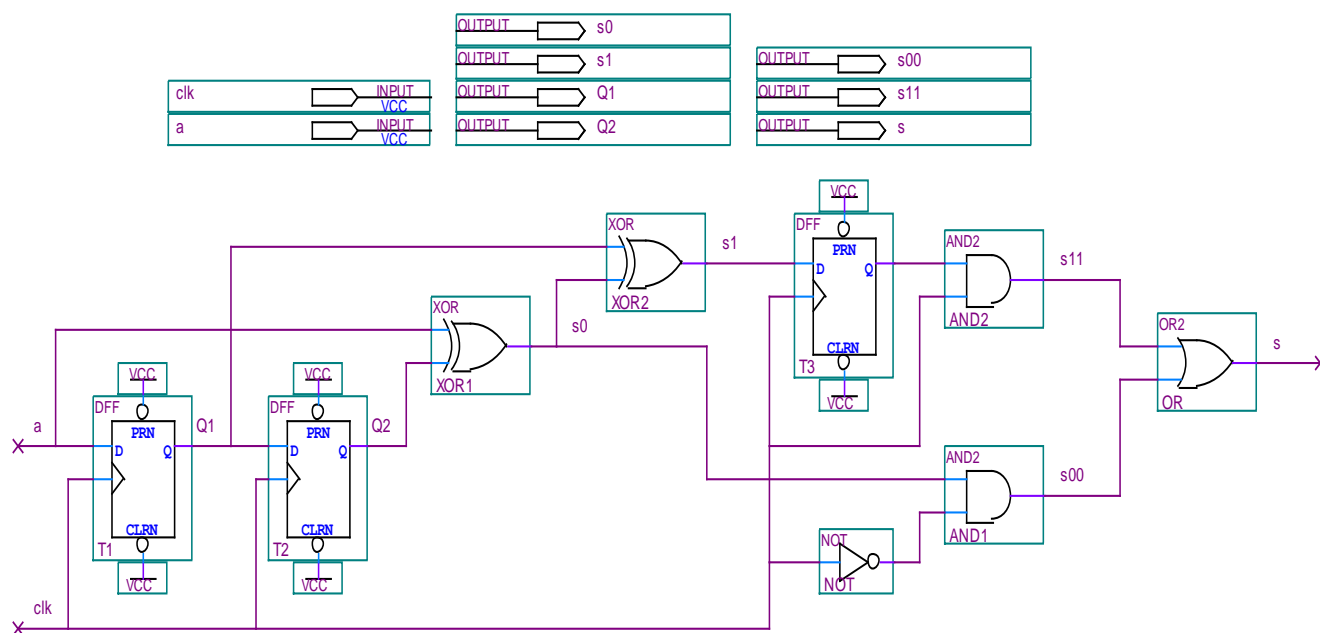 OUTPUT s0
OUTPUT s1
OUTPUT s00
clk INPUT
VCC
OUTPUT Q1
OUTPUT s11
a INPUT
VCC
OUTPUT Q2
OUTPUT s
VCC
XOR
DFF
AND2
s1
PRN
D Q
s11
XOR2
XOR
AND2
s0
OR2
CLRN
T3
s
VCC
VCC
XOR1
VCC
DFF
DFF
OR
a
Q1
Q2
PRN
PRN
D Q
D Q
AND2
s00
CLRN
CLRN
AND1
NOT
T1
T2
VCC
VCC
NOT
clk